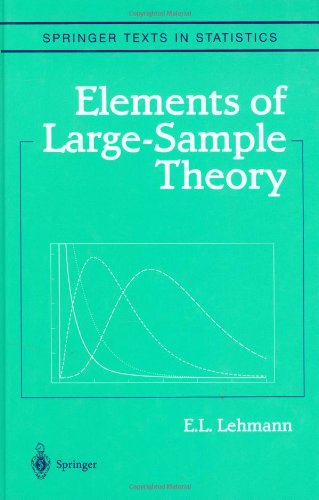 SPRINGER TEXTS IN STATISTICS
Elements of
Large-Sample
Theory
E.L. Lehmann
Springer